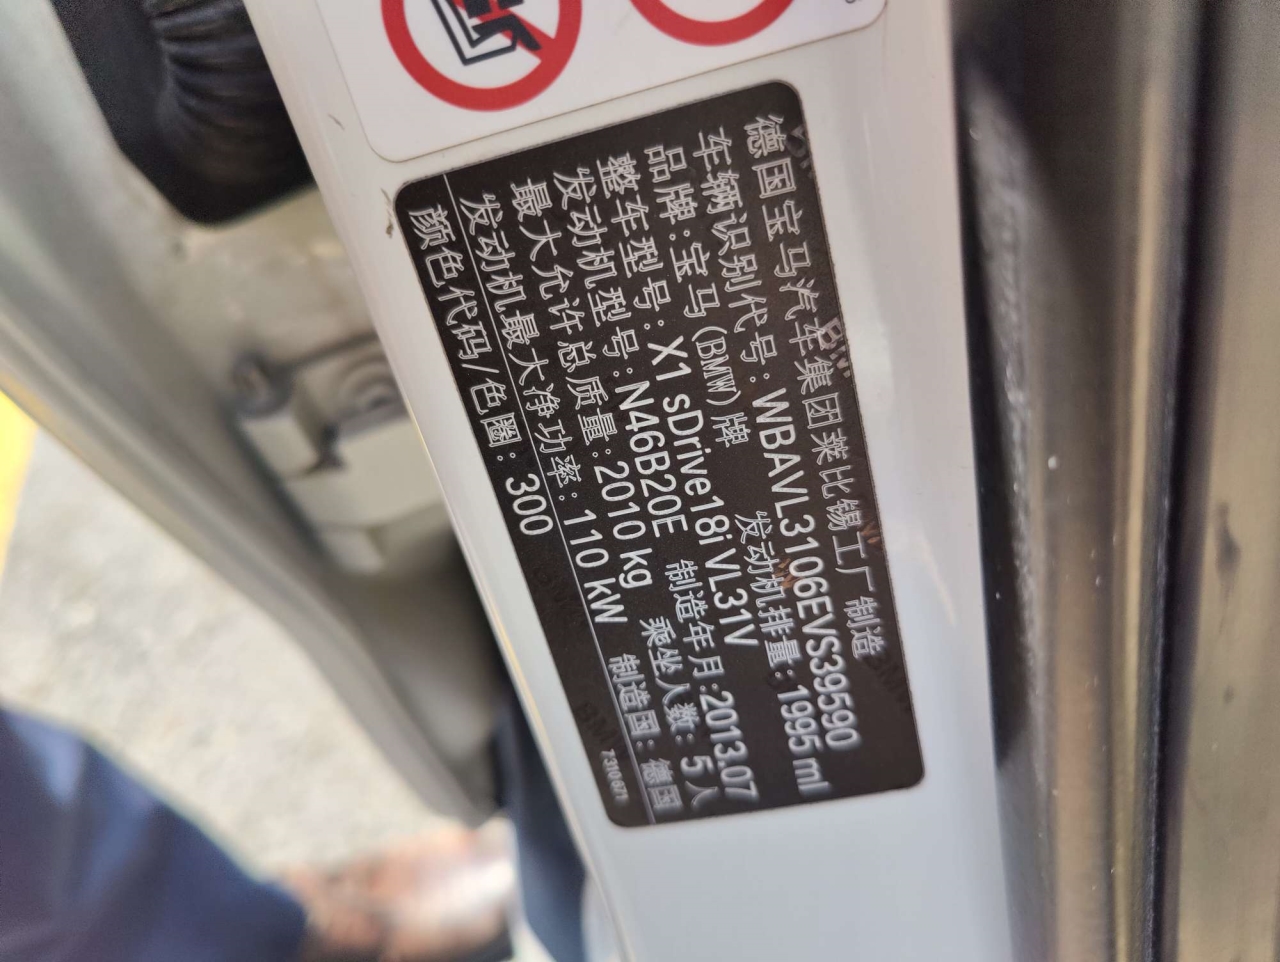 德国宝马汽车集团莱比锡工厂制造
车辆识别代号:WBAVL3106EVS39590
品牌:宝马(BMW)牌 发动机排量:1995 ml
整车型号:X1 sDrive18i VL31V
发动机型号:N46B20E 制造年月:2013.07
最大允许总质量:2010 kg 乘坐人数:5人
发动机最大净功率:110 kW 制造国:德国
颜色代码/色圈:300